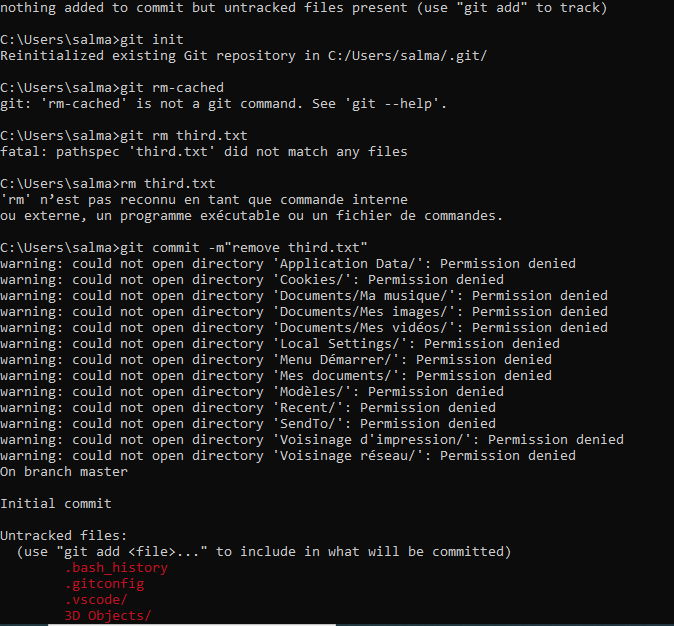 nothing added to commit but untracked files present (use "git add" to track)
C:\Users\salma>git init
Reinitialized existing Git repository in C:/Users/salma/.git/
C:\Users\salma>git rm-cached
git: 'rm-cached' is not a git command. See 'git --help'.
C:\Users\salma>git rm third.txt
fatal: pathspec 'third.txt' did not match any files
C:\Users\salma>rm third.txt
'rm' n’est pas reconnu en tant que commande interne
ou externe, un programme exécutable ou un fichier de commandes.
C:\Users\salma>git commit -m"remove third.txt"
warning: could not open directory 'Application Data/': Permission denied
warning: could not open directory 'Cookies/': Permission denied
warning: could not open directory 'Documents/Ma musique/': Permission denied
warning: could not open directory 'Documents/Mes images/': Permission denied
warning: could not open directory 'Documents/Mes vidéos/': Permission denied
warning: could not open directory 'Local Settings/': Permission denied
warning: could not open directory 'Menu Démarrer/': Permission denied
warning: could not open directory 'Mes documents/': Permission denied
warning: could not open directory 'Modèles/': Permission denied
warning: could not open directory 'Recent/': Permission denied
warning: could not open directory 'SendTo/': Permission denied
warning: could not open directory 'Voisinage d'impression/': Permission denied
warning: could not open directory 'Voisinage réseau/': Permission denied
On branch master
Initial commit
Untracked files:
(use "git add <file>..." to include in what will be committed)
.bash_history
.gitconfig
.vscode/
3D Objects/